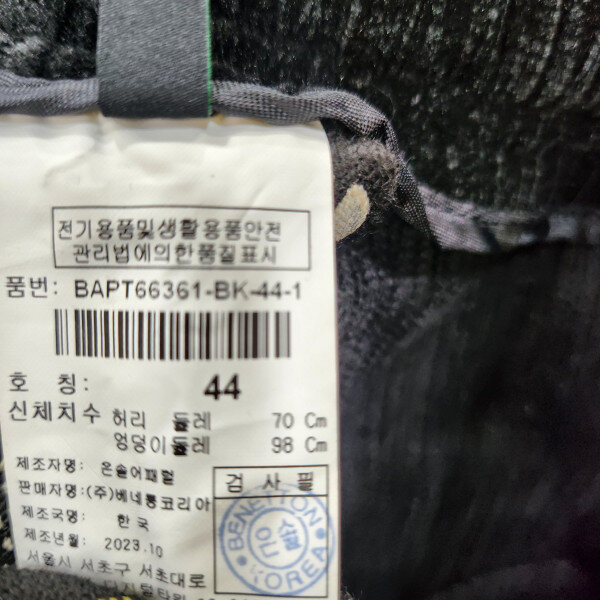 전기용품및생활용품안전
관리법에의한품질표시
품번: BAPT66361-BK-44-1
호 칭: 44
신체치수 허리 둘레 70 Cm
엉덩이둘레 98 Cm
제조자명: 온솔어패럴
판매자명:(주)베네통코리아
제조국명: 한국
제조년월: 2023.10
서울시 서초구 서초대로
검 사 필
BENETTON
KOREA
온솔